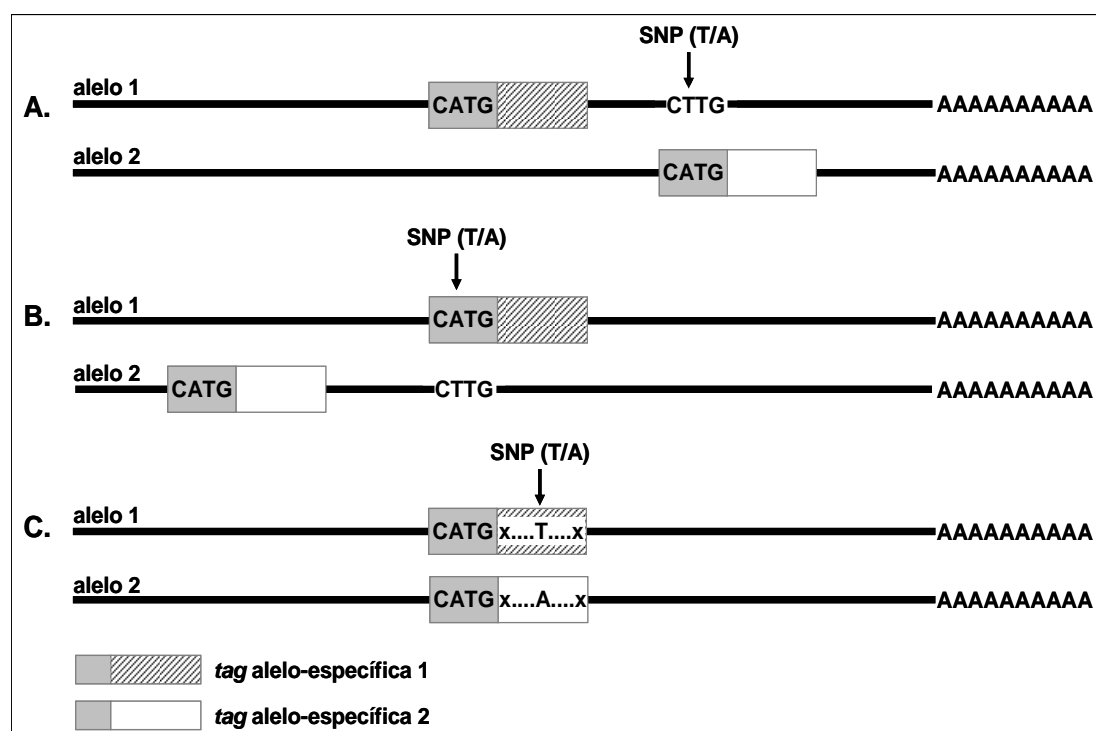 SNP (T/A)
alelo 1
A. CATG CTTG AAAAAAAAAA
alelo 2
CATG AAAAAAAAAA
SNP (T/A)
alelo 1
B. CATG AAAAAAAAAA
alelo 2
CATG CTTG AAAAAAAAAA
SNP (T/A)
alelo 1
C. CATG x....T....x AAAAAAAAAA
alelo 2
CATG x....A....x AAAAAAAAAA
tag alelo-específica 1
tag alelo-específica 2